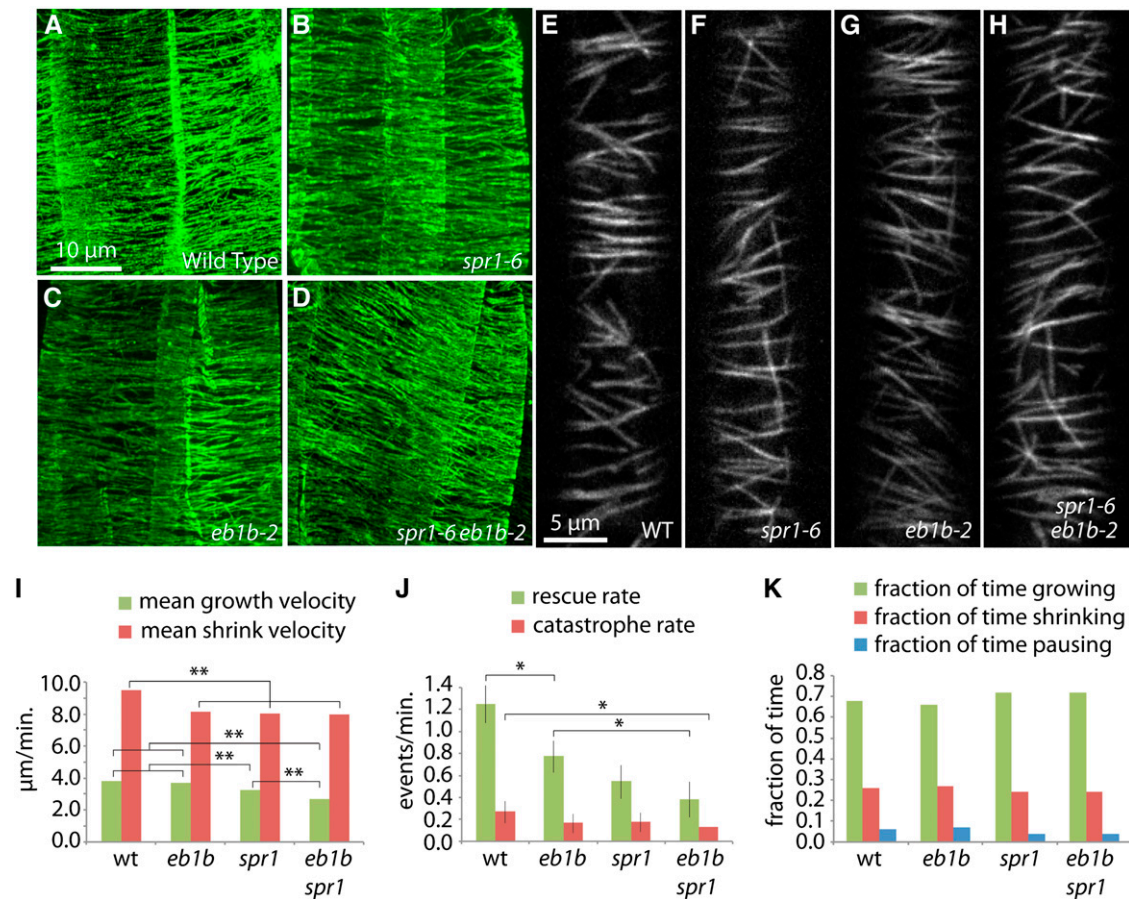 A
Wild Type
10 µm
B
spr1-6
C
eb1b-2
D
spr1-6 eb1b-2
E
WT
5 µm
F
spr1-6
G
eb1b-2
H
spr1-6
eb1b-2
I
mean growth velocity
mean shrink velocity
µm/min.
10.0
8.0
6.0
4.0
2.0
0.0
**
**
**
**
wt
eb1b
spr1
eb1b
spr1
J
rescue rate
catastrophe rate
events/min.
1.4
1.2
1.0
0.8
0.6
0.4
0.2
0.0
*
*
*
wt
eb1b
spr1
eb1b
spr1
K
fraction of time growing
fraction of time shrinking
fraction of time pausing
fraction of time
0.8
0.7
0.6
0.5
0.4
0.3
0.2
0.1
0
wt
eb1b
spr1
eb1b
spr1